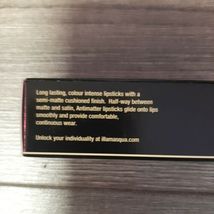 Long lasting, colour intense lipsticks with a
semi-matte cushioned finish. Half-way between
matte and satin, Antimatter lipsticks glide onto lips
smoothly and provide comfortable,
continuous wear.
Unlock your individuality at illamasqua.com